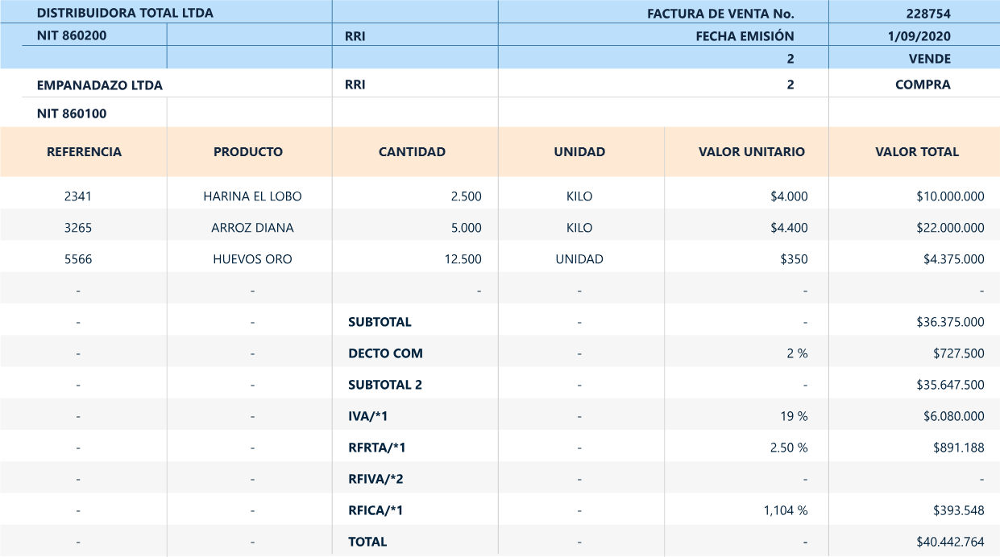 DISTRIBUIDORA TOTAL LTDA FACTURA DE VENTA No. 228754
NIT 860200 RRI FECHA EMISIÓN 1/09/2020
2 VENDE
EMPANADAZO LTDA RRI 2 COMPRA
NIT 860100
REFERENCIA PRODUCTO CANTIDAD UNIDAD VALOR UNITARIO VALOR TOTAL
2341 HARINA EL LOBO 2.500 KILO $4.000 $10.000.000
3265 ARROZ DIANA 5.000 KILO $4.400 $22.000.000
5566 HUEVOS ORO 12.500 UNIDAD $350 $4.375.000
- - - - - -
- - SUBTOTAL - - $36.375.000
- - DECTO COM - 2 % $727.500
- - SUBTOTAL 2 - - $35.647.500
- - IVA/*1 - 19 % $6.080.000
- - RFRTA/*1 - 2.50 % $891.188
- - RFIVA/*2 - - -
- - RFICA/*1 - 1,104 % $393.548
- - TOTAL - - $40.442.764